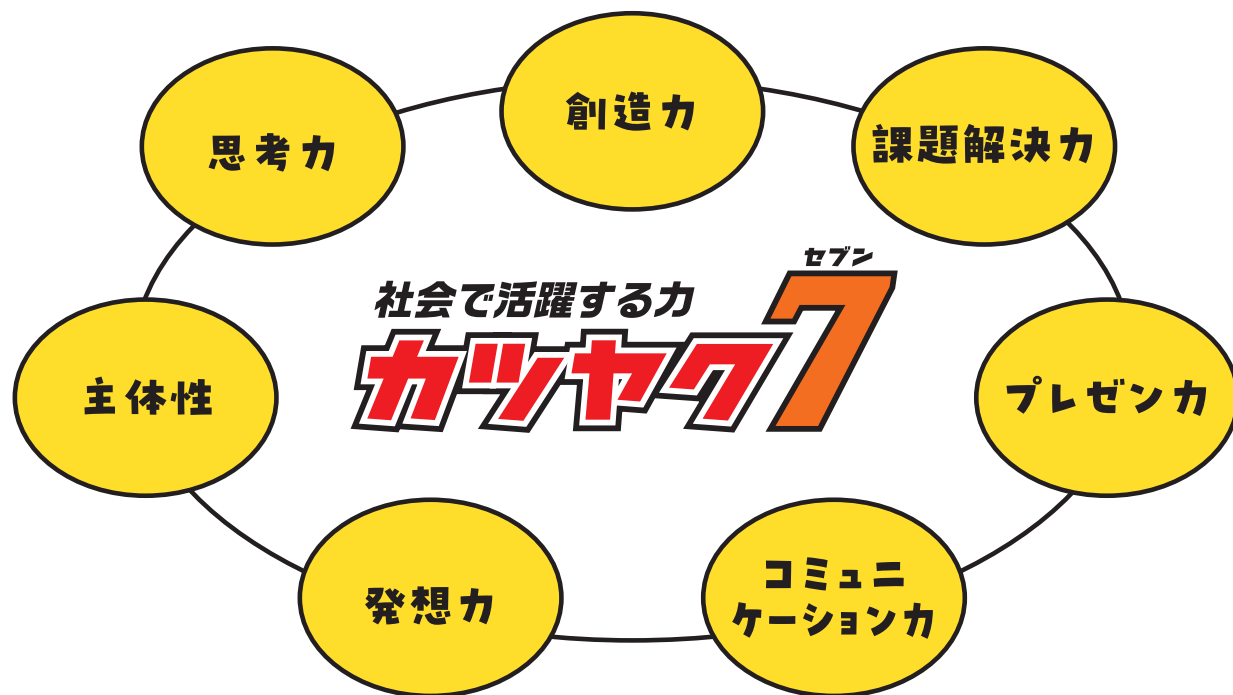 創造力
思考力
課題解決力
セブン
社会で活躍する力
カツヤク7
主体性
プレゼン力
発想力
コミュニ
ケーション力